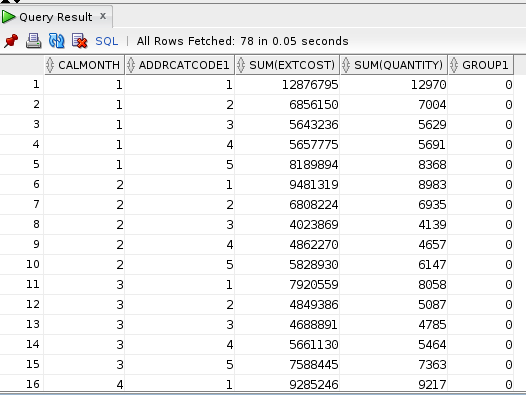 Query Result x
SQL | All Rows Fetched: 78 in 0.05 seconds
CALMONTH ADDRCATCODE1 SUM(EXTCOST) SUM(QUANTITY) GROUP1
1 1 1 12876795 12970 0
2 1 2 6856150 7004 0
3 1 3 5643236 5629 0
4 1 4 5657775 5691 0
5 1 5 8189894 8368 0
6 2 1 9481319 8983 0
7 2 2 6808224 6935 0
8 2 3 4023869 4139 0
9 2 4 4862270 4657 0
10 2 5 5828930 6147 0
11 3 1 7920559 8058 0
12 3 2 4849386 5087 0
13 3 3 4688891 4785 0
14 3 4 5661130 5464 0
15 3 5 7588445 7363 0
16 4 1 9285246 9217 0